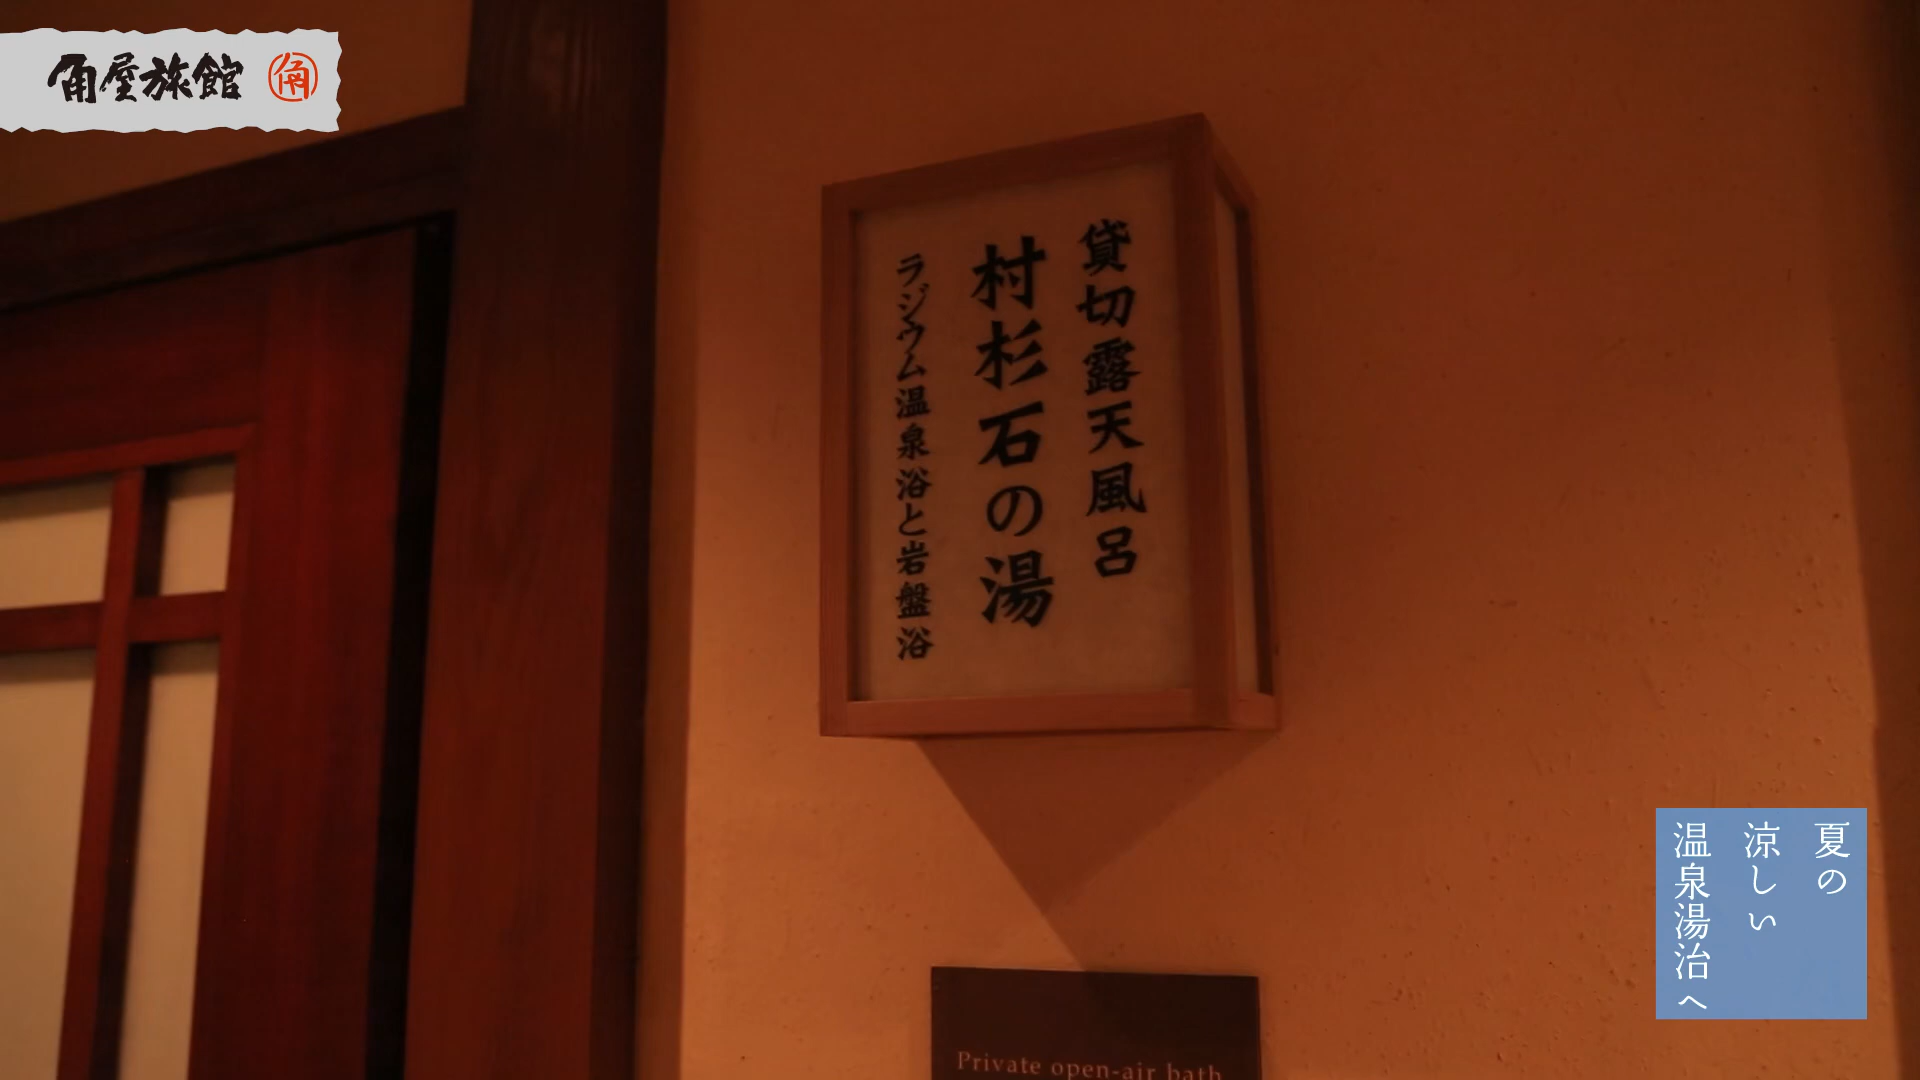 角屋旅館 角
貸切露天風呂
村杉石の湯
ラジウム温泉浴と岩盤浴
Private open-air bath
夏の
涼しい
温泉湯治へ